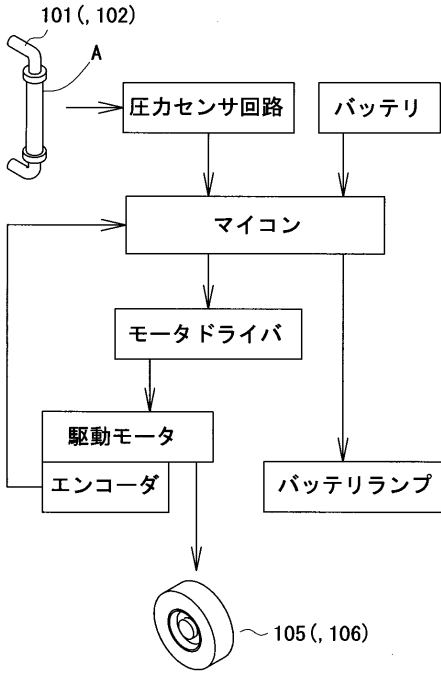 101(, 102)
A
圧力センサ回路
バッテリ
マイコン
モータドライバ
駆動モータ
エンコーダ
バッテリランプ
105(, 106)